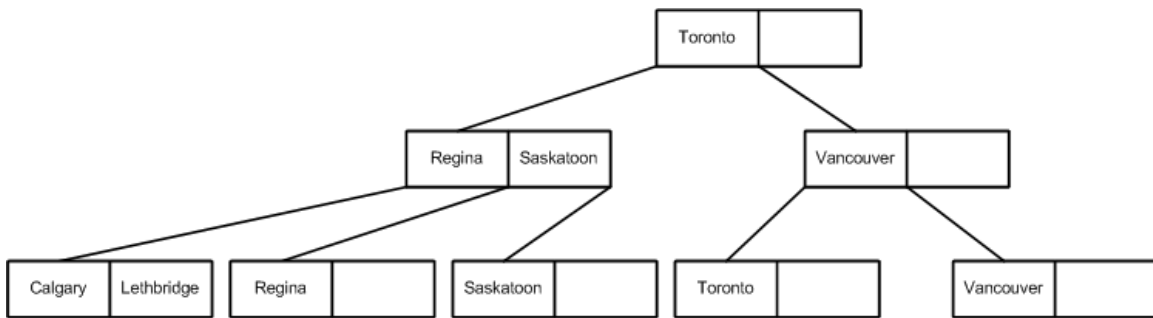 Toronto
Regina Saskatoon Vancouver
Calgary Lethbridge Regina Saskatoon Toronto Vancouver